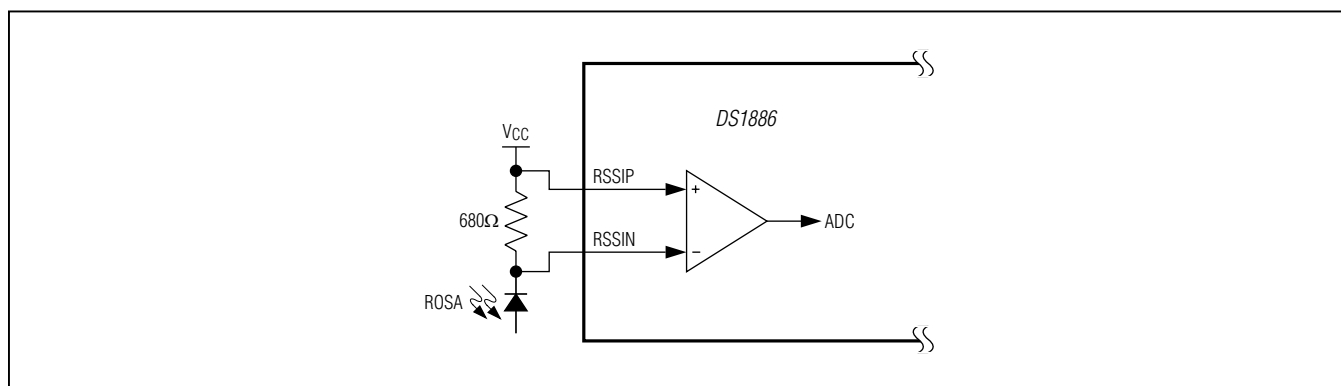 DS1886
VCC
RSSIP
+
680Ω
ADC
RSSIN
−
ROSA